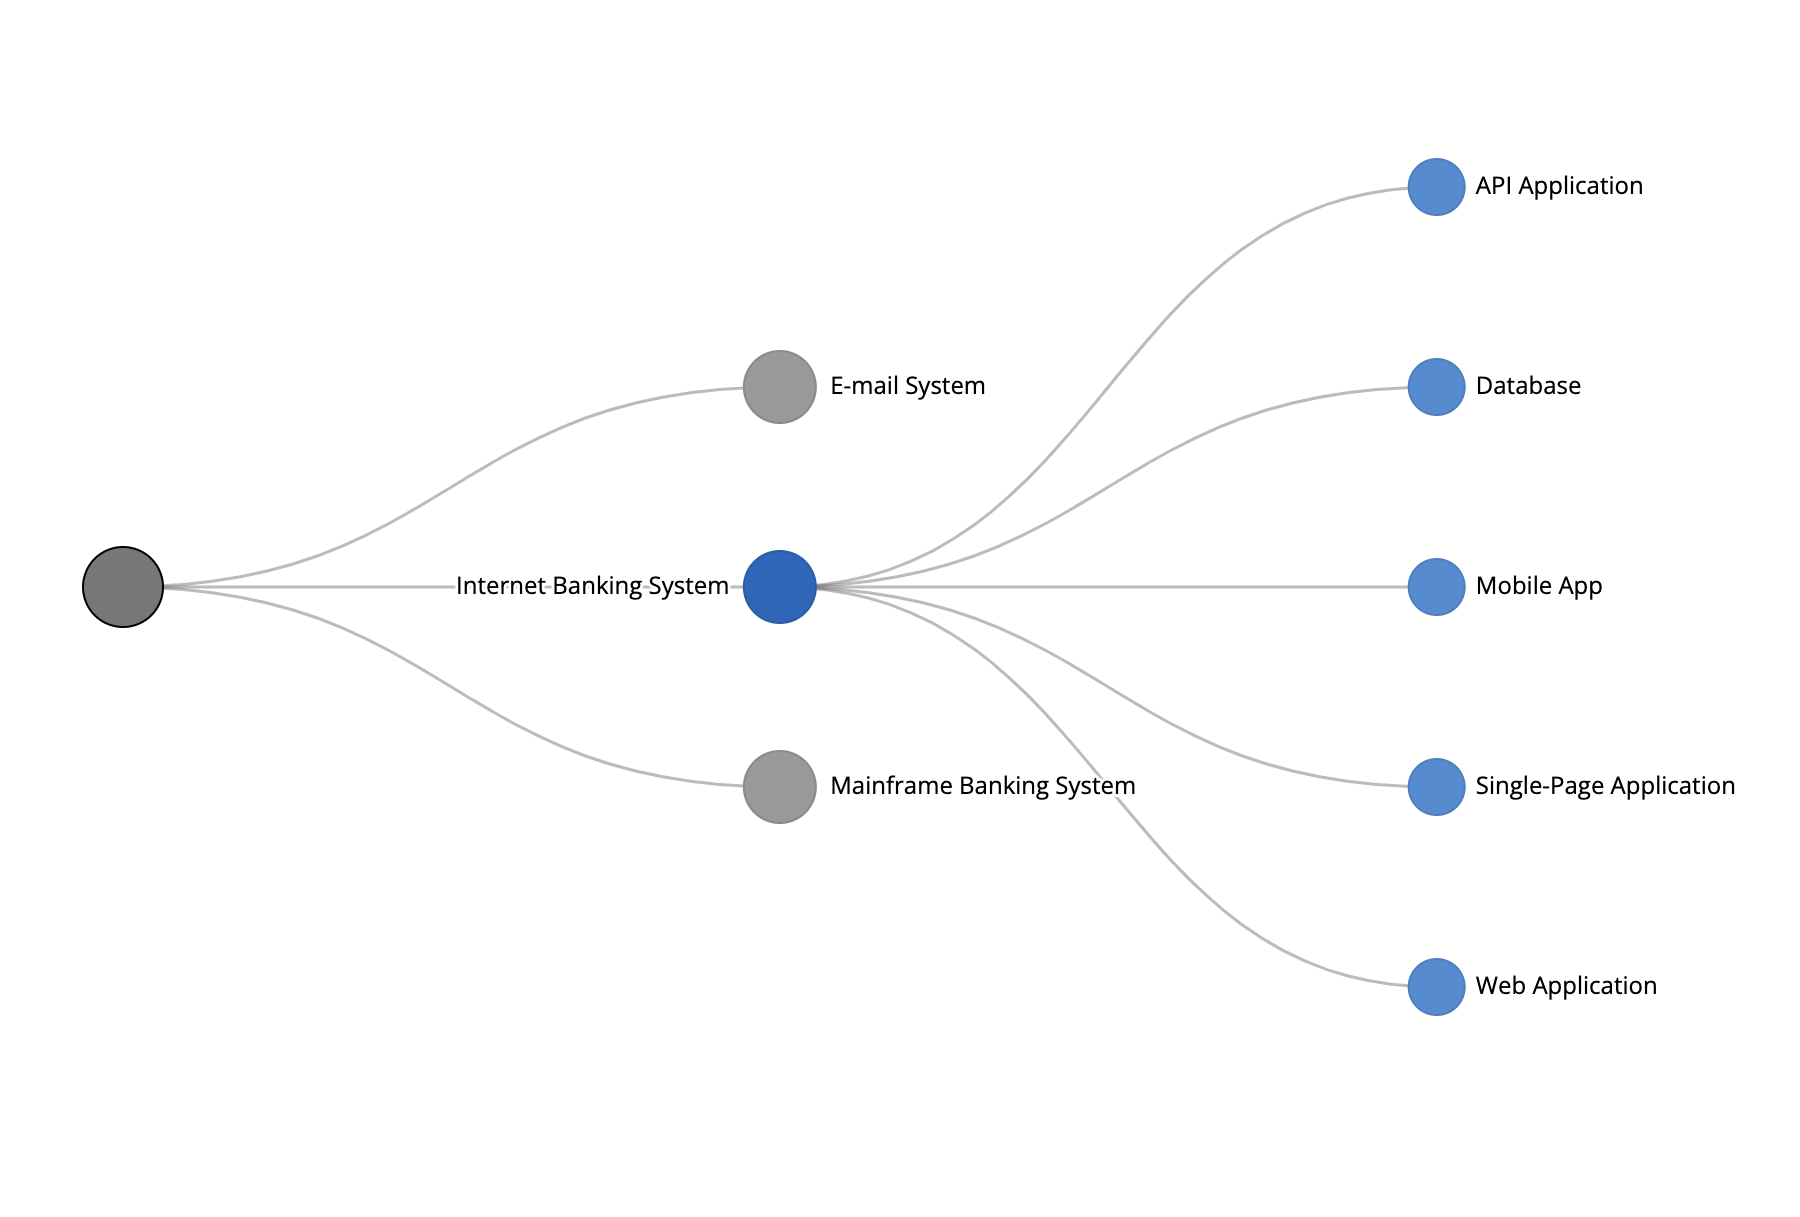 API Application
E-mail System
Database
Internet Banking System
Mobile App
Mainframe Banking System
Single-Page Application
Web Application